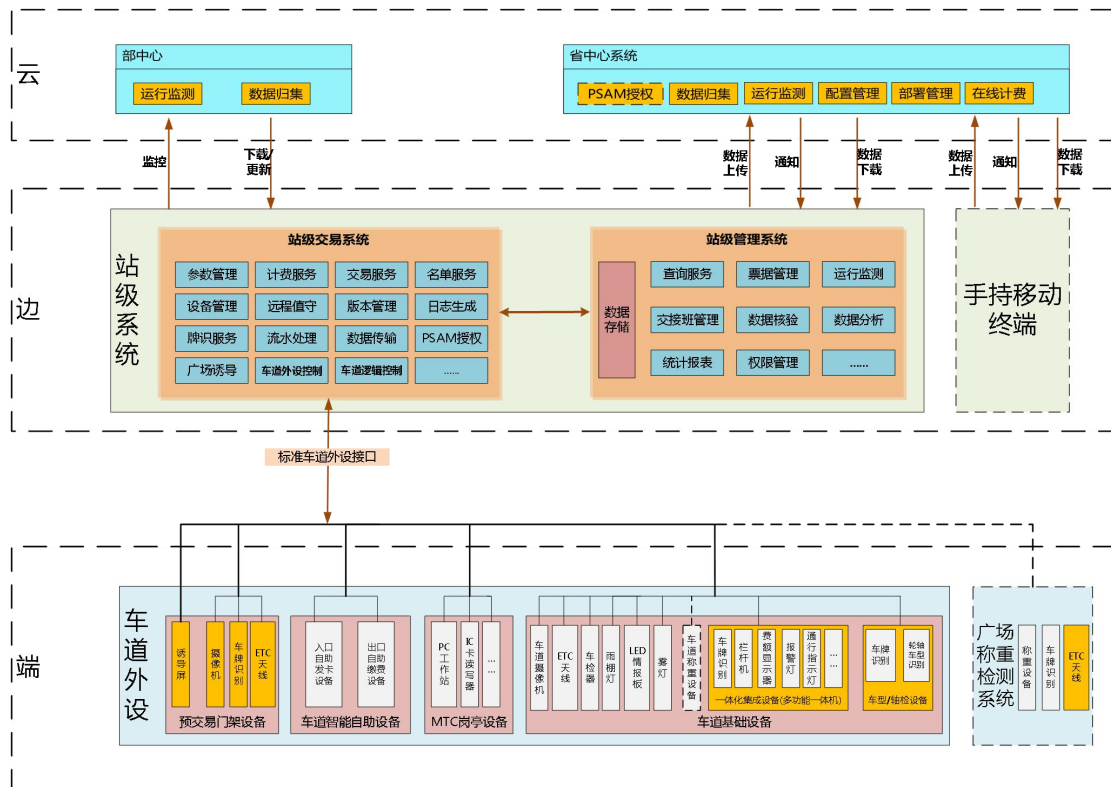 云
部中心
运行监测
数据归集
省中心系统
PSAM授权
数据归集
运行监测
配置管理
部署管理
在线计费
监控
下载/
更新
数据
上传
通知
数据
下载
数据
上传
通知
数据
下载
边
站级系统
站级交易系统
参数管理
计费服务
交易服务
名单服务
设备管理
远程值守
版本管理
日志生成
牌识服务
流水处理
数据传输
PSAM授权
广场诱导
车道外设控制
车道逻辑控制
......
站级管理系统
数据
存储
查询服务
票据管理
运行监测
交接班管理
数据核验
数据分析
统计报表
权限管理
……
手持移动
终端
标准车道外设接口
端
车道外设
诱导屏
摄像机
车牌识别
ETC天线
预交易门架设备
入口自助发卡设备
出口自助缴费设备
车道智能自助设备
PC工作站
IC卡读写器
…
MTC岗亭设备
车道摄像机
ETC天线
车检器
雨棚灯
LED情报板
雾灯
车道称重设备
车牌识别
栏杆机
费额显示器
报警灯
通行指示灯
……
一体化集成设备(多功能一体机)
车牌识别
轮轴车型识别
车型/轴检设备
车道基础设备
广场
称重
检测
系统
称重设备
车牌识别
ETC天线